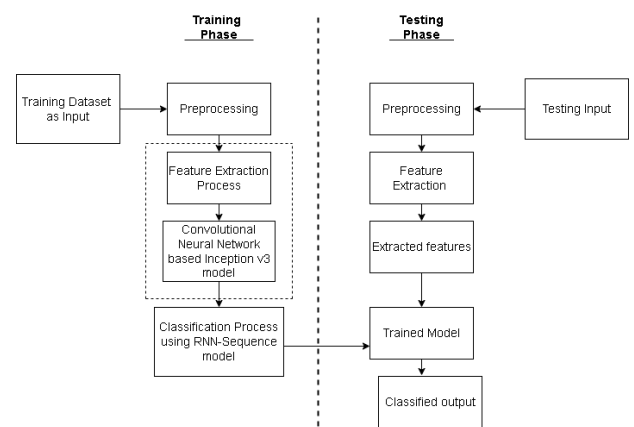 Training
Phase
Testing
Phase
Training Dataset
as Input
Preprocessing
Preprocessing
Testing Input
Feature Extraction
Process
Feature
Extraction
Convolutional
Neural Network
based Inception v3
model
Extracted features
Classification Process
using RNN-Sequence
model
Trained Model
Classified output